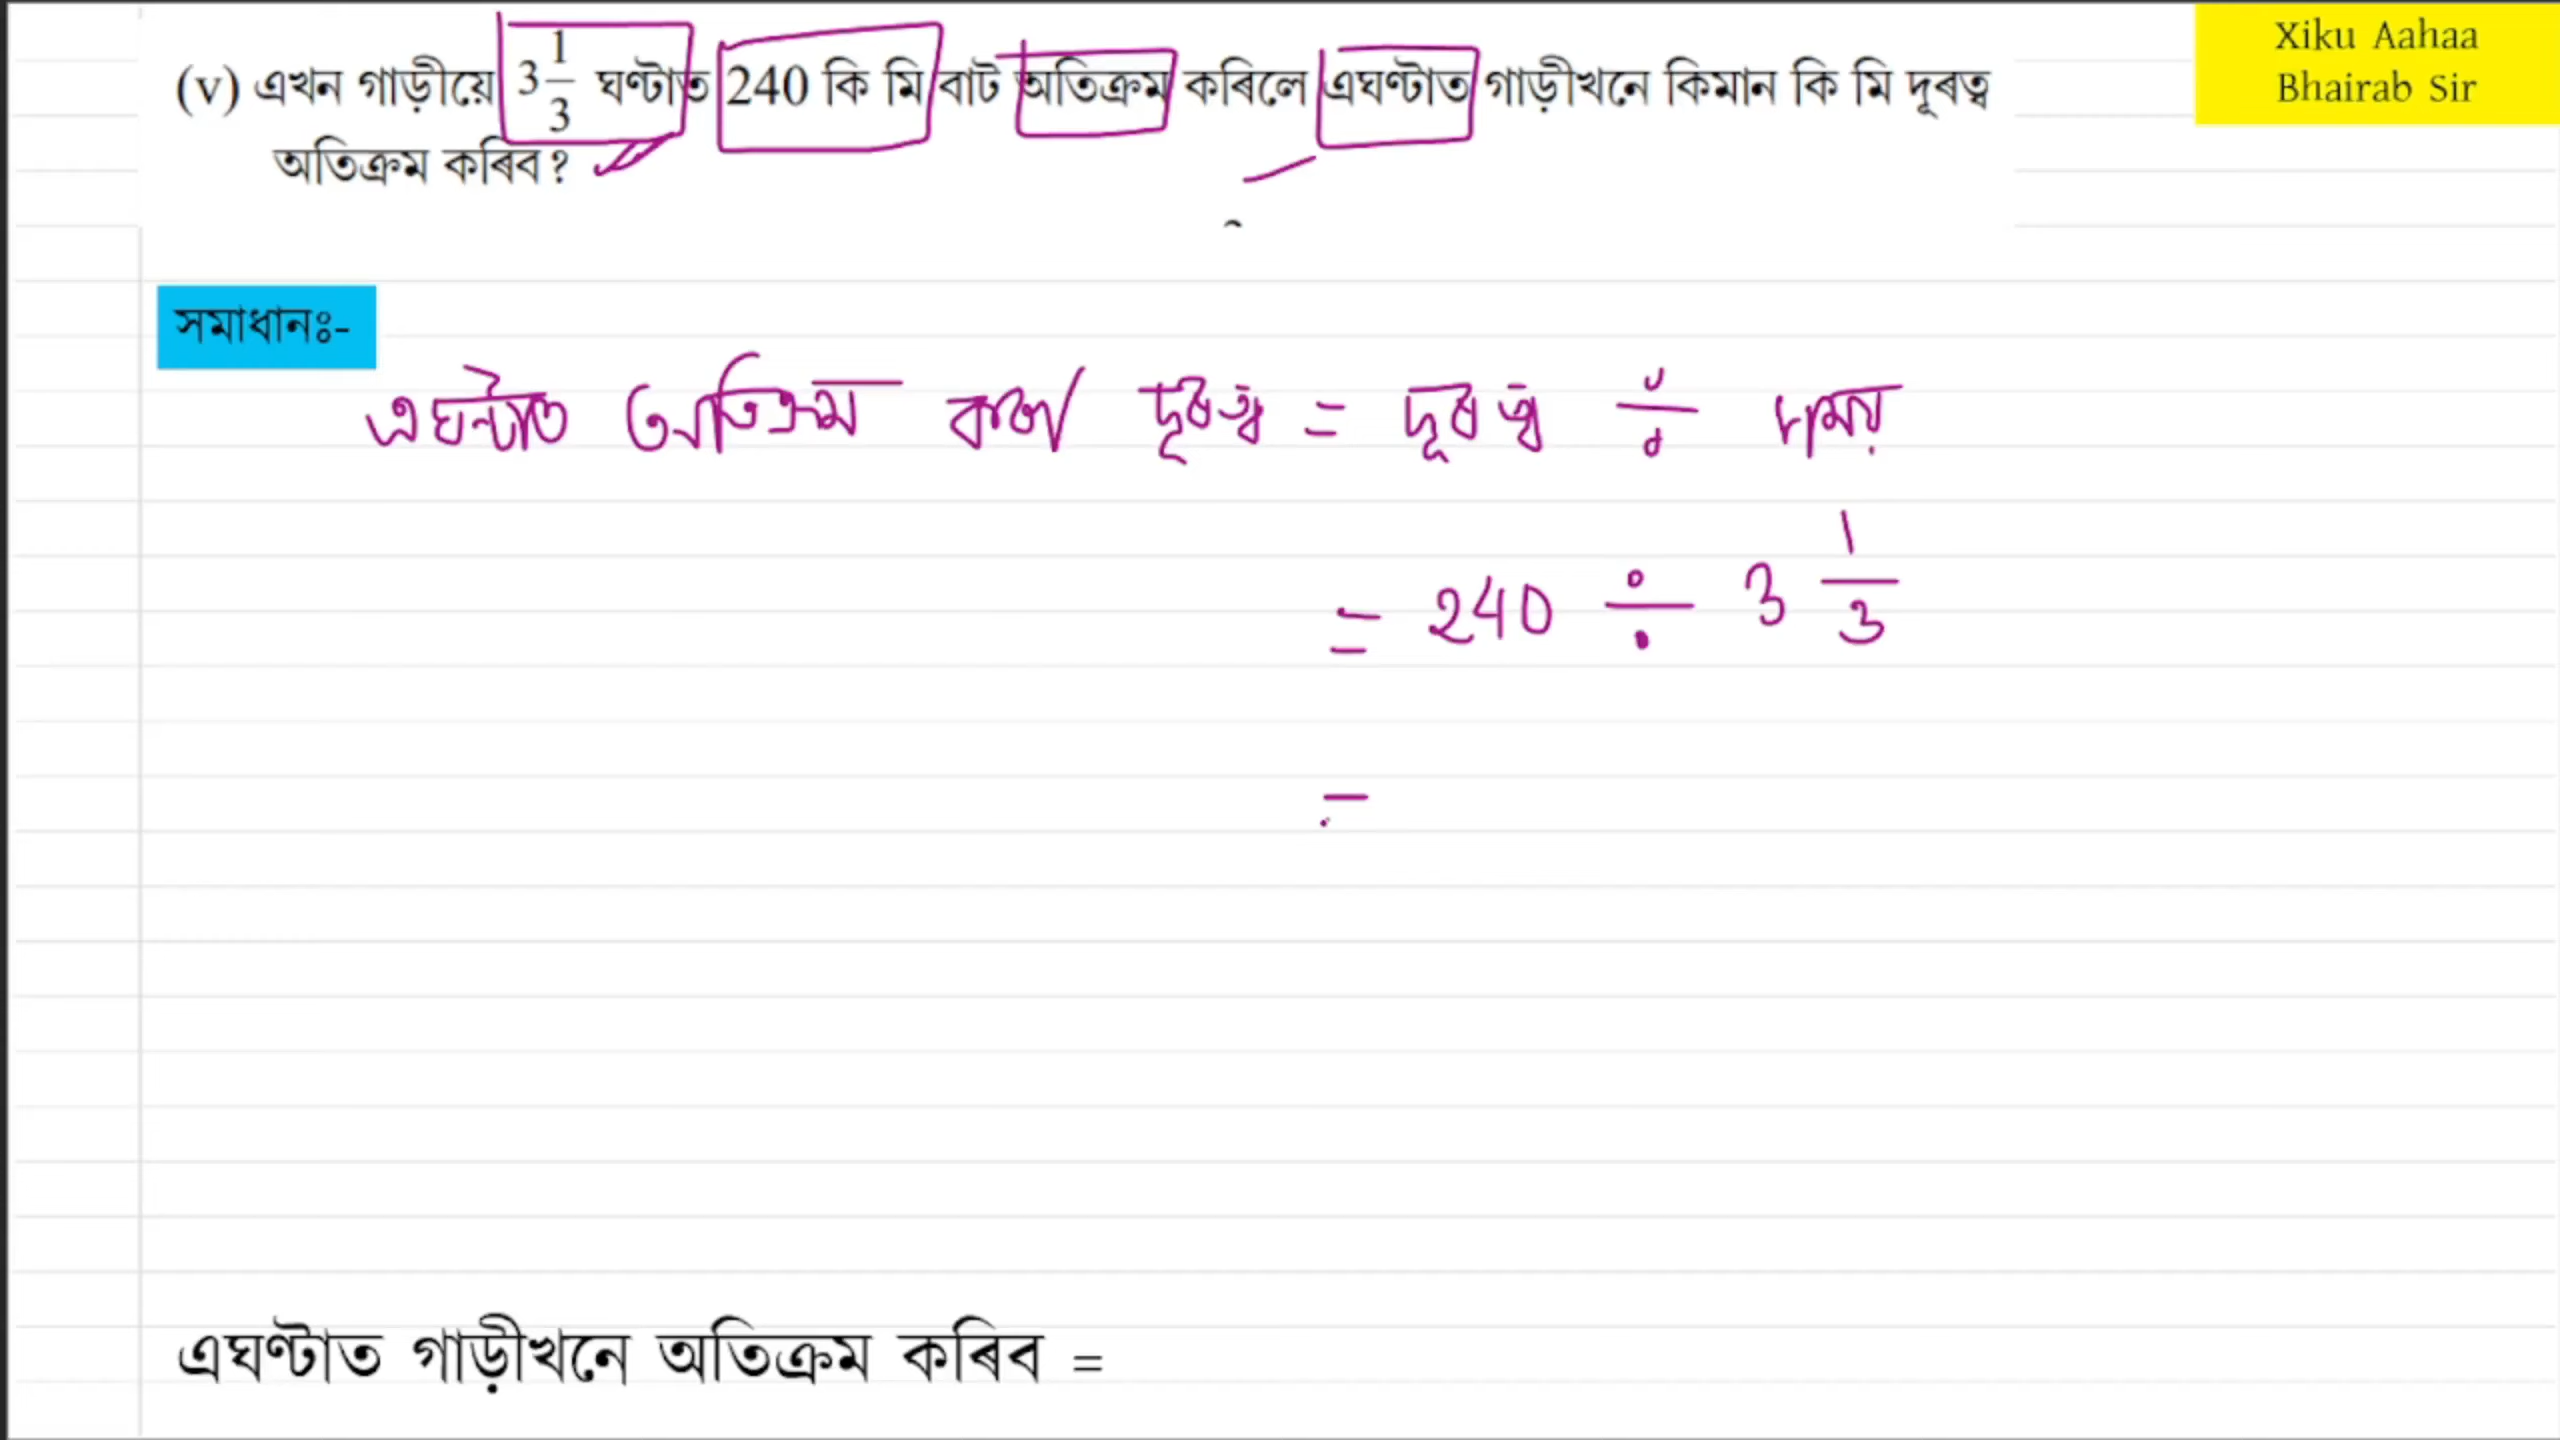 (v) এখন গাড়ীয়ে 3 1/3 ঘণ্টাত 240 কি মি বাট অতিক্ৰম কৰিলে এঘণ্টাত গাড়ীখনে কিমান কি মি দূৰত্ব
অতিক্ৰম কৰিব?
Xiku Aahaa
Bhairab Sir
সমাধানঃ-
এঘন্টাত অতিক্ৰম কৰা দূৰত্ব = দূৰত্ব ÷ সময়
= 240 ÷ 3 1/3
=
এঘণ্টাত গাড়ীখনে অতিক্ৰম কৰিব =